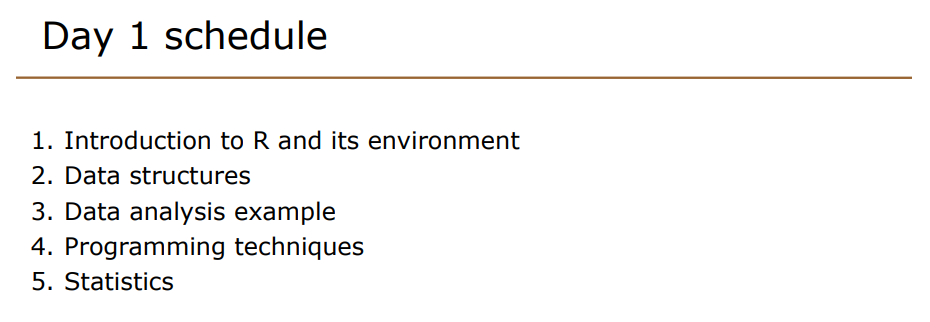 Day 1 schedule
1. Introduction to R and its environment
2. Data structures
3. Data analysis example
4. Programming techniques
5. Statistics